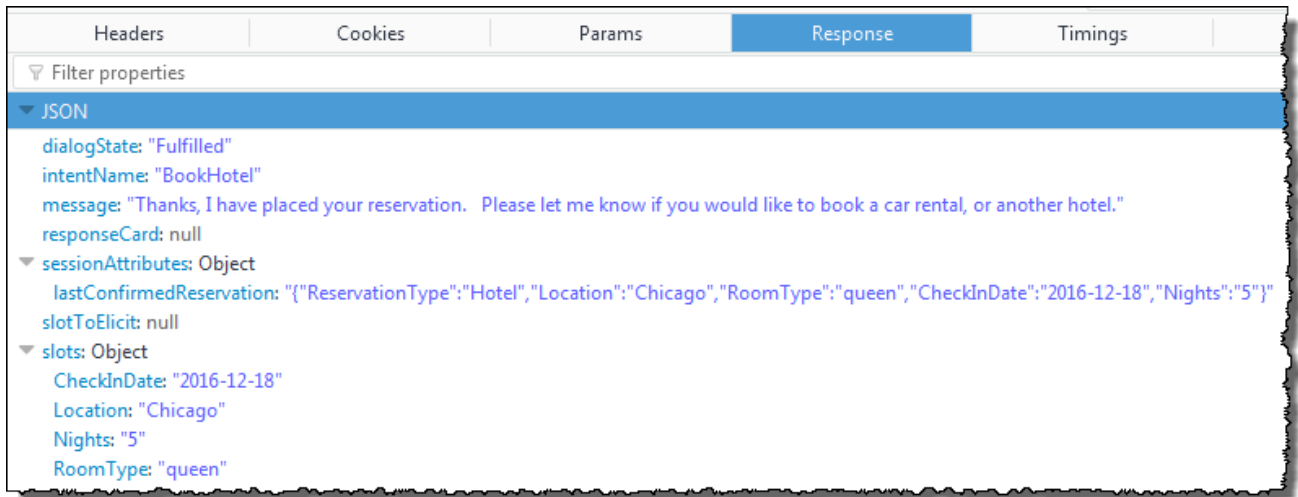 Headers Cookies Params Response Timings
Filter properties
JSON
dialogState: "Fulfilled"
intentName: "BookHotel"
message: "Thanks, I have placed your reservation.   Please let me know if you would like to book a car rental, or another hotel."
responseCard: null
sessionAttributes: Object
lastConfirmedReservation: "{"ReservationType":"Hotel","Location":"Chicago","RoomType":"queen","CheckInDate":"2016-12-18","Nights":"5"}"
slotToElicit: null
slots: Object
CheckInDate: "2016-12-18"
Location: "Chicago"
Nights: "5"
RoomType: "queen"